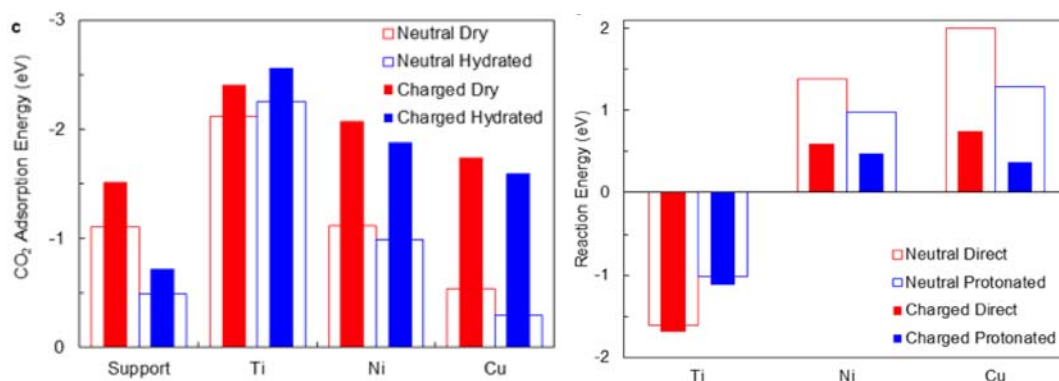 c
CO₂ Adsorption Energy (eV)
-3
-2
-1
0
Neutral Dry
Neutral Hydrated
Charged Dry
Charged Hydrated
Support Ti Ni Cu
Reaction Energy (eV)
2
1
0
-1
-2
Neutral Direct
Neutral Protonated
Charged Direct
Charged Protonated
Ti Ni Cu